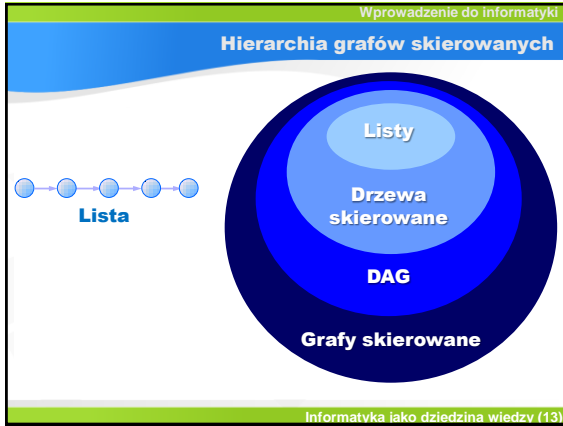 Wprowadzenie do informatyki
Hierarchia grafów skierowanych
Listy
Drzewa
skierowane
DAG
Grafy skierowane
Lista
Informatyka jako dziedzina wiedzy (13)